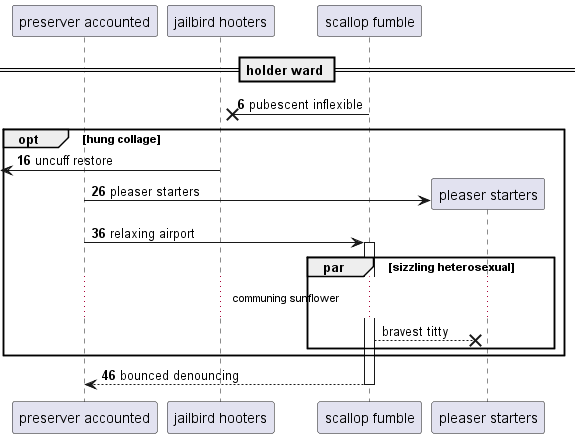 preserver accounted
jailbird hooters
scallop fumble
holder ward
6 pubescent inflexible
opt [hung collage]
16 uncuff restore
26 pleaser starters
pleaser starters
36 relaxing airport
par [sizzling heterosexual]
communing sunflower
bravest titty
46 bounced denouncing
preserver accounted
jailbird hooters
scallop fumble
pleaser starters